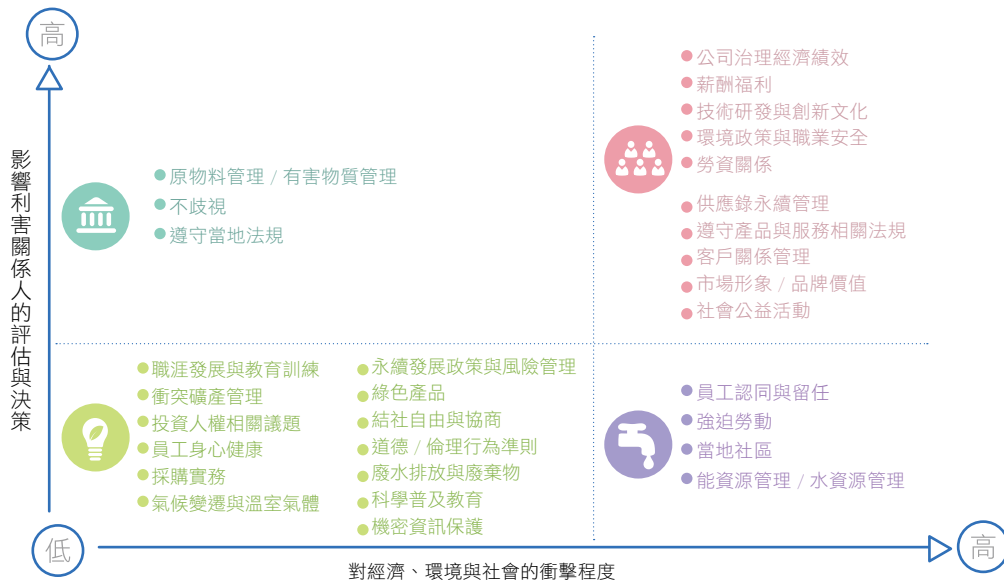 高
影響利害關係人的評估與決策
原物料管理 / 有害物質管理
不歧視
遵守當地法規
公司治理經濟績效
薪酬福利
技術研發與創新文化
環境政策與職業安全
勞資關係
供應錄永續管理
遵守產品與服務相關法規
客戶關係管理
市場形象 / 品牌價值
社會公益活動
職涯發展與教育訓練
衝突礦產管理
投資人權相關議題
員工身心健康
採購實務
氣候變遷與溫室氣體
永續發展政策與風險管理
綠色產品
結社自由與協商
道德 / 倫理行為準則
廢水排放與廢棄物
科學普及教育
機密資訊保護
員工認同與留任
強迫勞動
當地社區
能資源管理 / 水資源管理
低
高
對經濟、環境與社會的衝擊程度